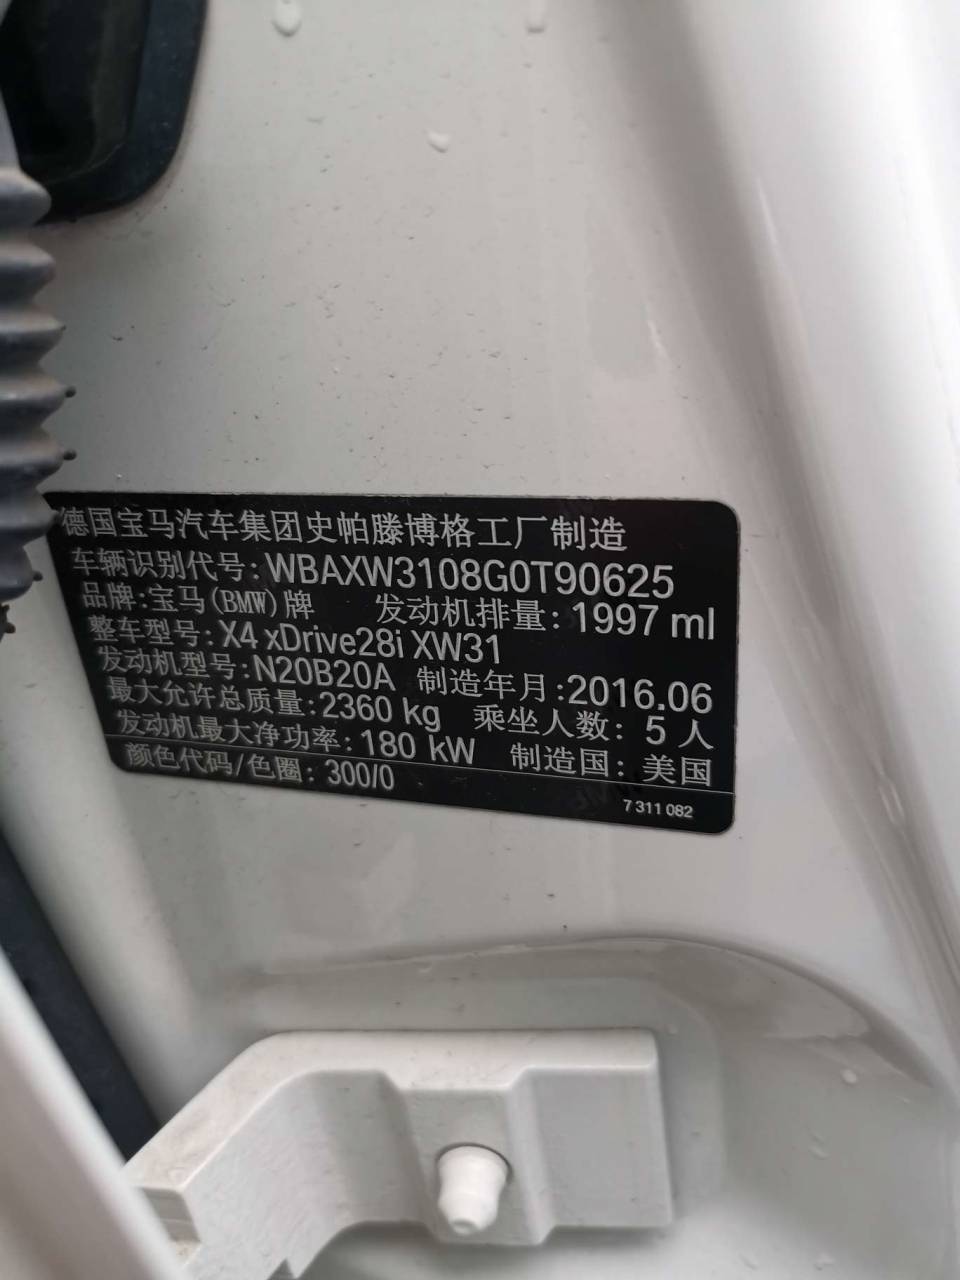 德国宝马汽车集团史帕滕博格工厂制造
车辆识别代号:WBAXW3108G0T90625
品牌:宝马(BMW)牌 发动机排量:1997 ml
整车型号:X4 xDrive28i XW31
发动机型号:N20B20A 制造年月:2016.06
最大允许总质量:2360 kg 乘坐人数:5 人
发动机最大净功率:180 kW 制造国:美国
颜色代码/色圈:300/0
7 311 082